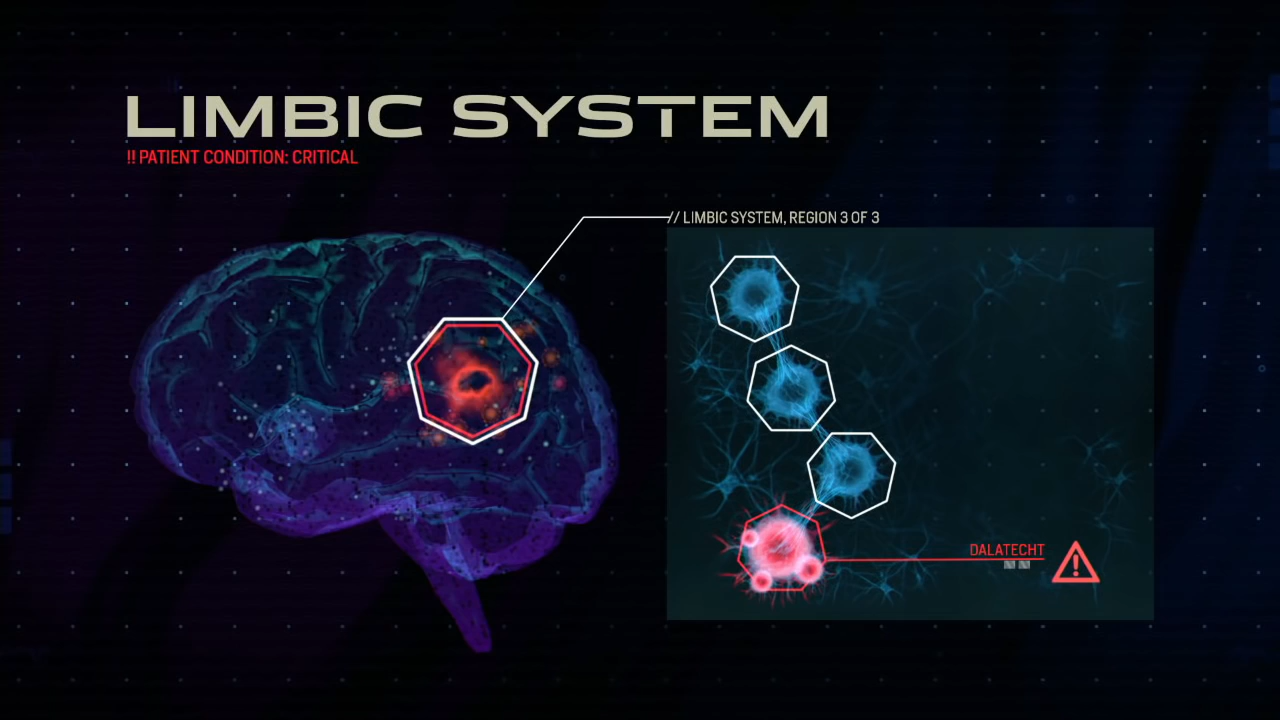 LIMBIC SYSTEM
!! PATIENT CONDITION: CRITICAL
// LIMBIC SYSTEM, REGION 3 OF 3
DALATECHT